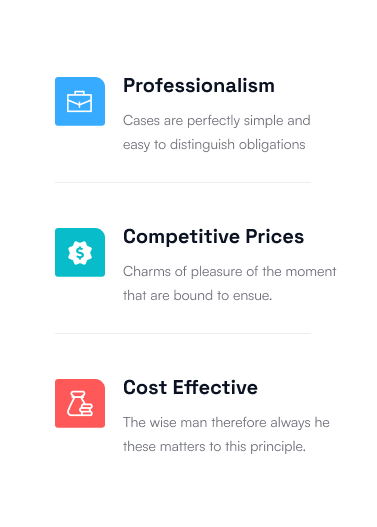 Professionalism
Cases are perfectly simple and
easy to distinguish obligations
Competitive Prices
Charms of pleasure of the moment
that are bound to ensue.
Cost Effective
The wise man therefore always he
these matters to this principle.